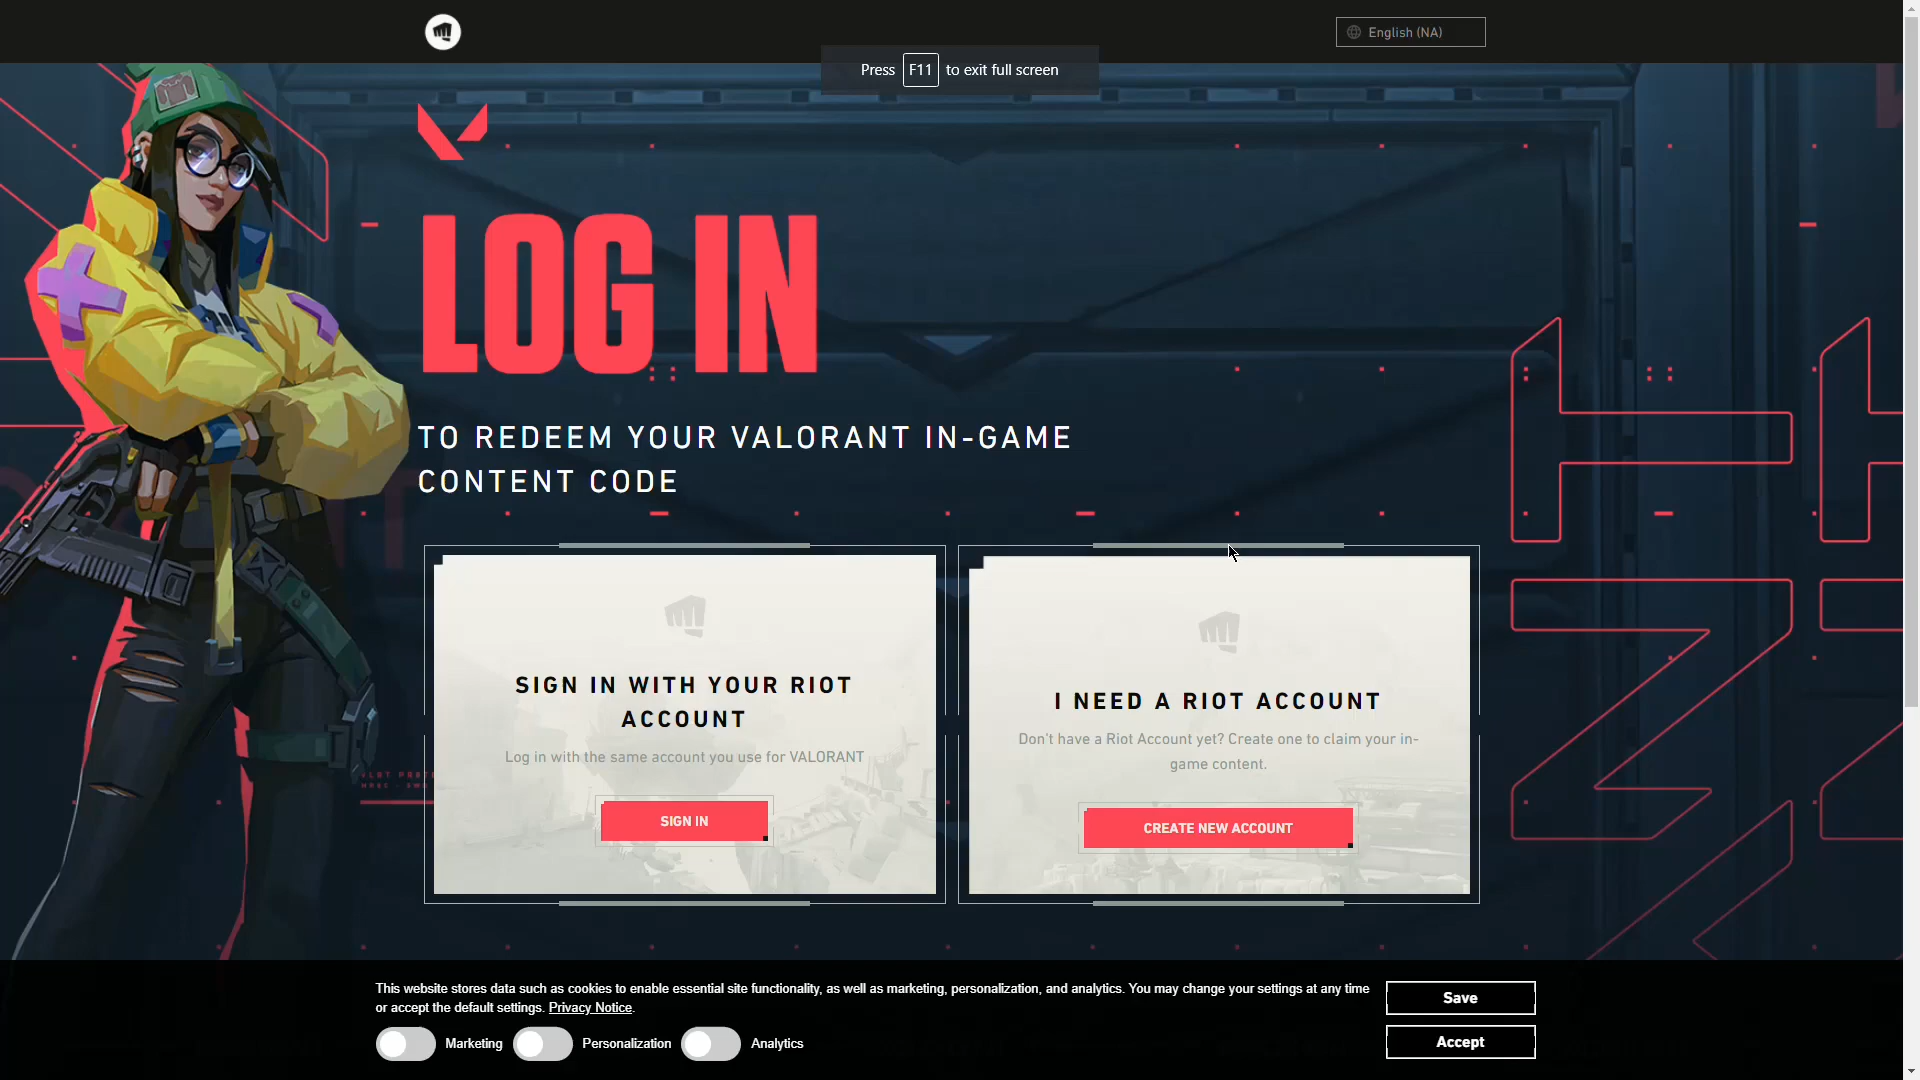 English (NA)
Press F11 to exit full screen
LOG IN
TO REDEEM YOUR VALORANT IN-GAME
CONTENT CODE
SIGN IN WITH YOUR RIOT
ACCOUNT
Log in with the same account you use for VALORANT
SIGN IN
I NEED A RIOT ACCOUNT
Don't have a Riot Account yet? Create one to claim your in-
game content.
CREATE NEW ACCOUNT
This website stores data such as cookies to enable essential site functionality, as well as marketing, personalization, and analytics. You may change your settings at any time
or accept the default settings. Privacy Notice.
Marketing
Personalization
Analytics
Save
Accept